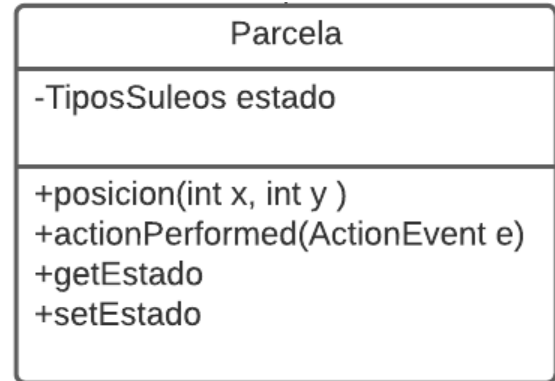 Parcela
-TiposSuleos estado
+posicion(int x, int y )
+actionPerformed(ActionEvent e)
+getEstado
+setEstado